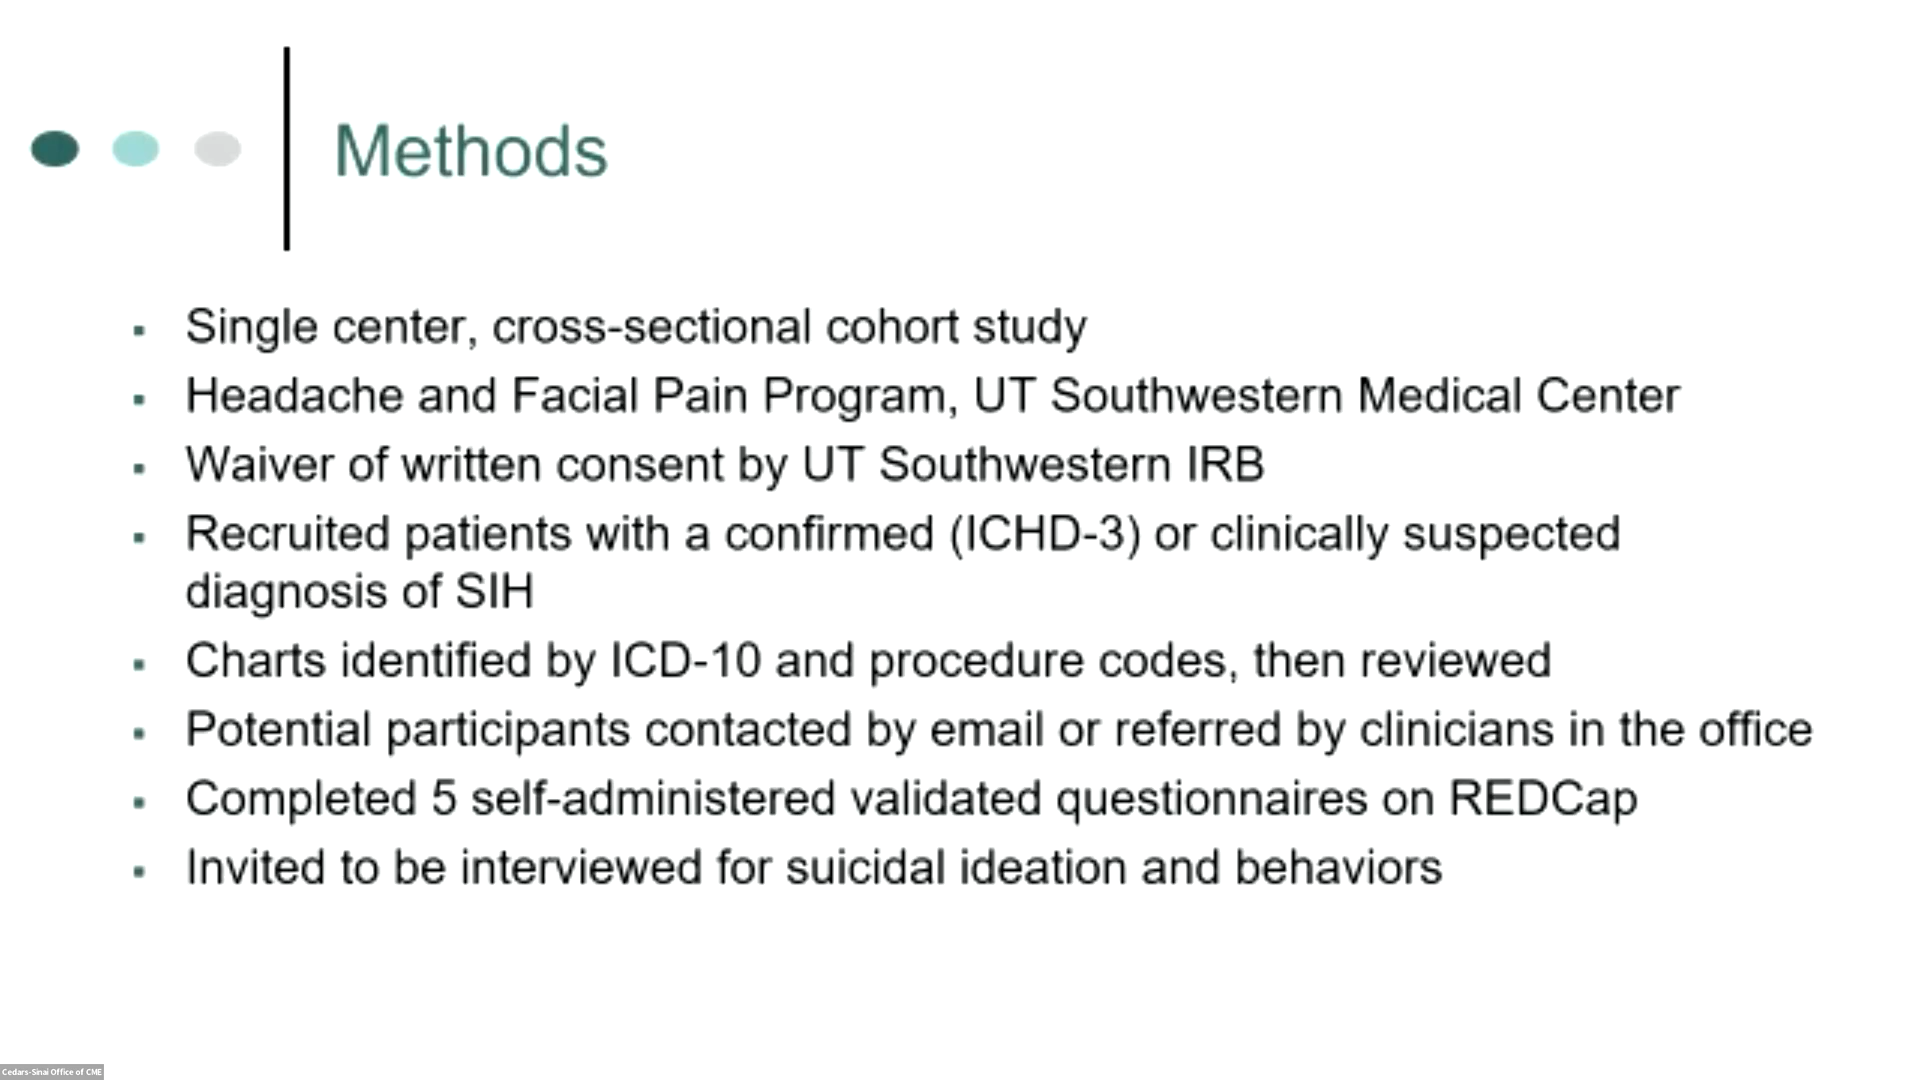 Methods
▪ Single center, cross-sectional cohort study
▪ Headache and Facial Pain Program, UT Southwestern Medical Center
▪ Waiver of written consent by UT Southwestern IRB
▪ Recruited patients with a confirmed (ICHD-3) or clinically suspected
diagnosis of SIH
▪ Charts identified by ICD-10 and procedure codes, then reviewed
▪ Potential participants contacted by email or referred by clinicians in the office
▪ Completed 5 self-administered validated questionnaires on REDCap
▪ Invited to be interviewed for suicidal ideation and behaviors
Cedars-Sinai Office of CME